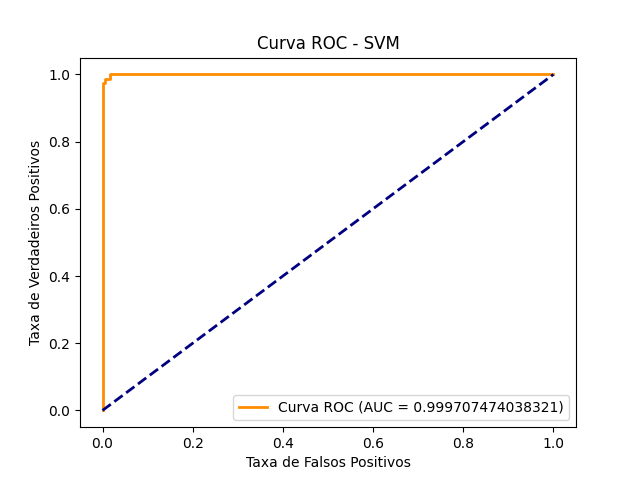 Curva ROC - SVM
Taxa de Verdadeiros Positivos
1.0
0.8
0.6
0.4
0.2
0.0
Curva ROC (AUC = 0.999707474038321)
0.0 0.2 0.4 0.6 0.8 1.0
Taxa de Falsos Positivos